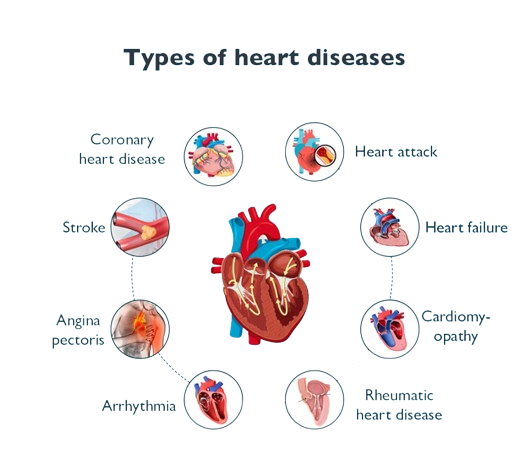 Types of heart diseases
Coronary
heart disease
Heart attack
Stroke
Heart failure
Angina
pectoris
Cardiomy-
opathy
Arrhythmia
Rheumatic
heart disease